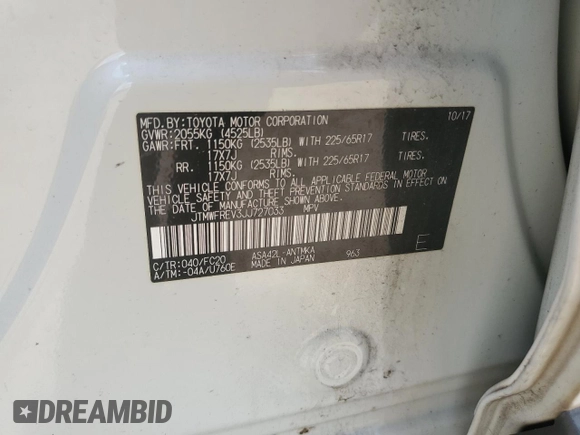 MFD.BY:TOYOTA MOTOR CORPORATION 10/17
GVWR:2055KG (4525LB)
GAWR:FRT. 1150KG (2535LB) WITH 225/65R17 TIRES.
17X7J RIMS.
RR. 1150KG (2535LB) WITH 225/65R17 TIRES.
17X7J RIMS.
THIS VEHICLE CONFORMS TO ALL APPLICABLE FEDERAL MOTOR
VEHICLE SAFETY AND THEFT PREVENTION STANDARDS IN EFFECT
ON THE DATE OF MANUFACTURE SHOWN ABOVE.
JTMWFREV3JJ727033 MPV
C/TR:040/FC20 ASA42L-ANTMKA 963 E
A/TM:-04A/U760E MADE IN JAPAN
DREAMBID